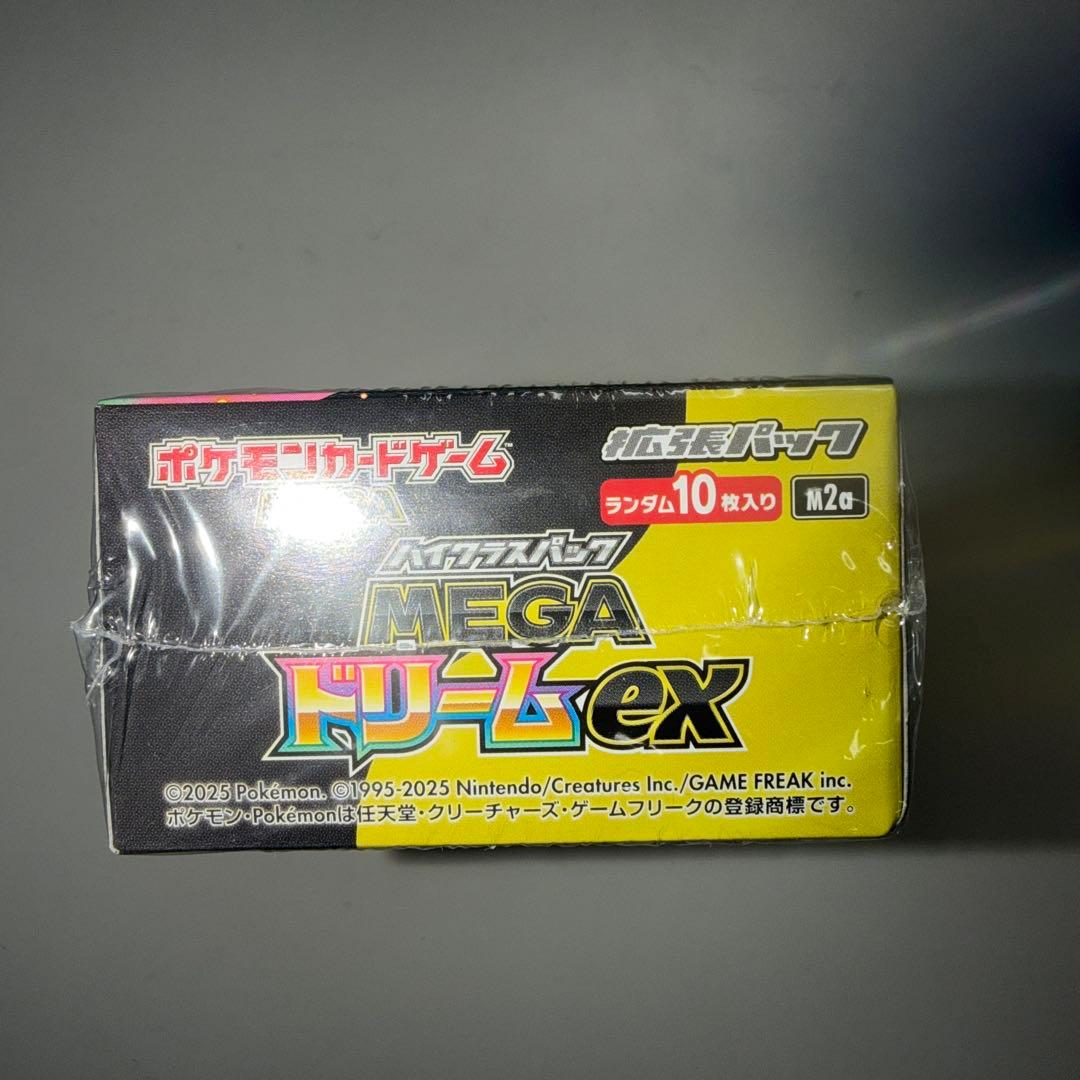 ポケモンカードゲーム™
MEGA
拡張パック
ランダム10枚入り
M2a
ハイクラスパック
MEGA
ドリームex
©2025 Pokémon. ©1995-2025 Nintendo/Creatures Inc./GAME FREAK inc.
ポケモン・Pokémonは任天堂・クリーチャーズ・ゲームフリークの登録商標です。